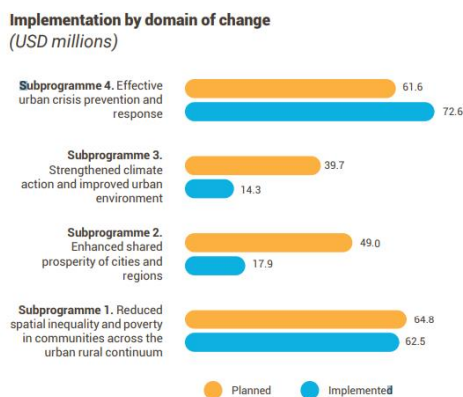 Implementation by domain of change
(USD millions)
Subprogramme 4. Effective
urban crisis prevention and
response
61.6
72.6
Subprogramme 3.
Strengthened climate
action and improved urban
environment
39.7
14.3
Subprogramme 2.
Enhanced shared
prosperity of cities and
regions
49.0
17.9
Subprogramme 1. Reduced
spatial inequality and poverty
in communities across the
urban rural continuum
64.8
62.5
Planned
Implemented